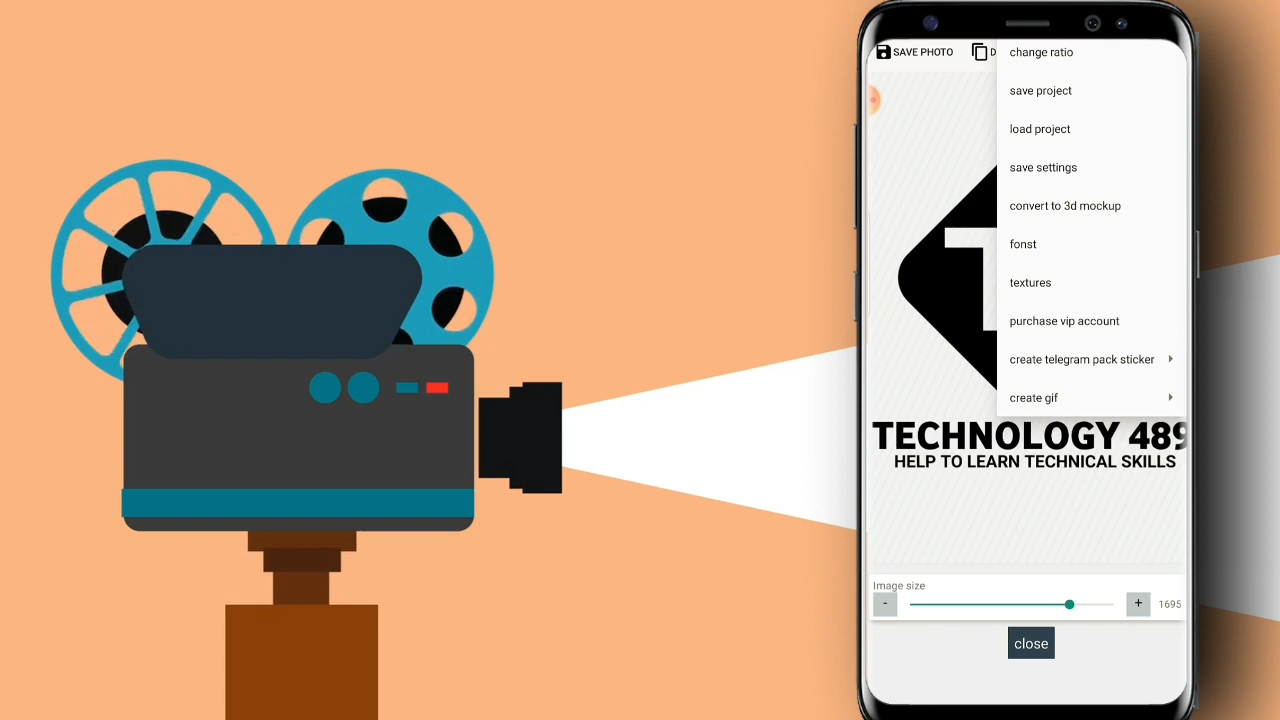 SAVE PHOTO D
change ratio
save project
load project
save settings
convert to 3d mockup
fonst
textures
purchase vip account
create telegram pack sticker
create gif
T
TECHNOLOGY 489
HELP TO LEARN TECHNICAL SKILLS
Image size
- + 1695
close